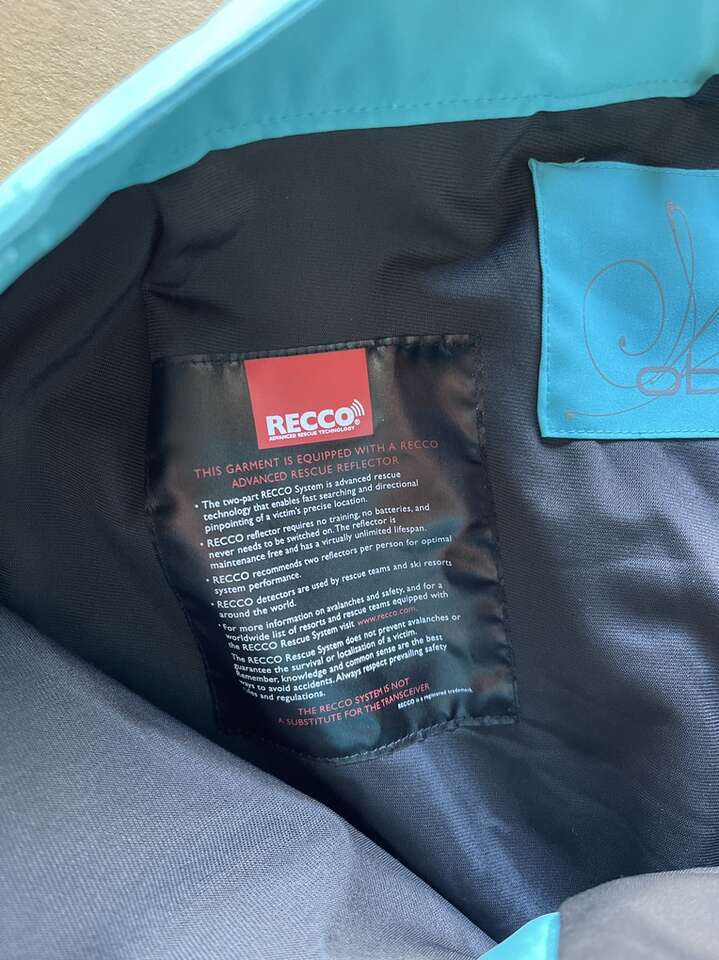 RECCO®
ADVANCED RESCUE TECHNOLOGY
THIS GARMENT IS EQUIPPED WITH A RECCO
ADVANCED RESCUE REFLECTOR
• The two-part RECCO System is advanced rescue
technology that enables fast searching and directional
pinpointing of a victim's precise location.
• RECCO reflector requires no training, no batteries, and
never needs to be switched on. The reflector is
maintenance free and has a virtually unlimited lifespan.
• RECCO recommends two reflectors per person for optimal
system performance.
• RECCO detectors are used by rescue teams and ski resorts
around the world.
• For more information on avalanches and safety, and for a
worldwide list of resorts and rescue teams equipped with
the RECCO Rescue System visit www.recco.com.
The RECCO Rescue System does not prevent avalanches or
guarantee the survival or localization of a victim.
Remember, knowledge and common sense are the best
ways to avoid accidents. Always respect prevailing safety
and regulations.
THE RECCO SYSTEM IS NOT
A SUBSTITUTE FOR THE TRANSCEIVER
RECCO is a registered trademark.